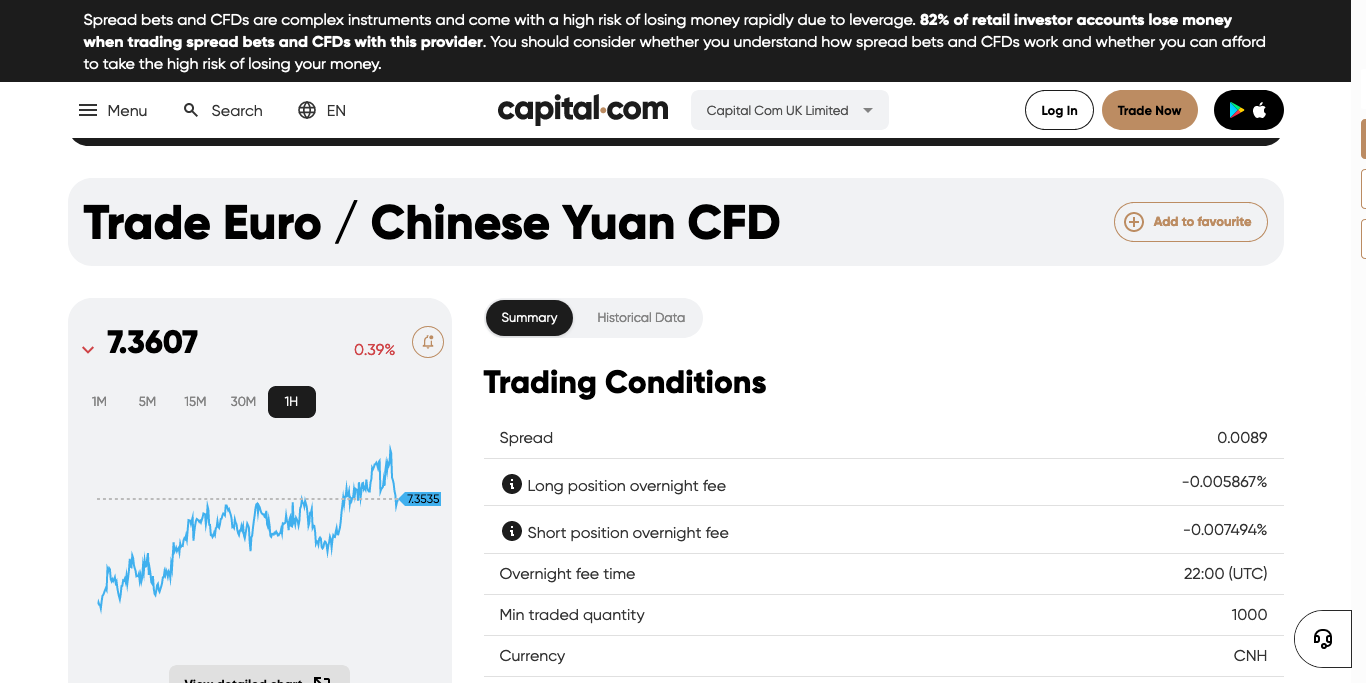 Spread bets and CFDs are complex instruments and come with a high risk of losing money rapidly due to leverage. 82% of retail investor accounts lose money
when trading spread bets and CFDs with this provider. You should consider whether you understand how spread bets and CFDs work and whether you can afford
to take the high risk of losing your money.
Menu Search EN capital.com Capital Com UK Limited Log In Trade Now
Trade Euro / Chinese Yuan CFD Add to favourite
7.3607 0.39%
1M 5M 15M 30M 1H
7.3535
View detailed chart
Summary Historical Data
Trading Conditions
Spread 0.0089
Long position overnight fee -0.005867%
Short position overnight fee -0.007494%
Overnight fee time 22:00 (UTC)
Min traded quantity 1000
Currency CNH